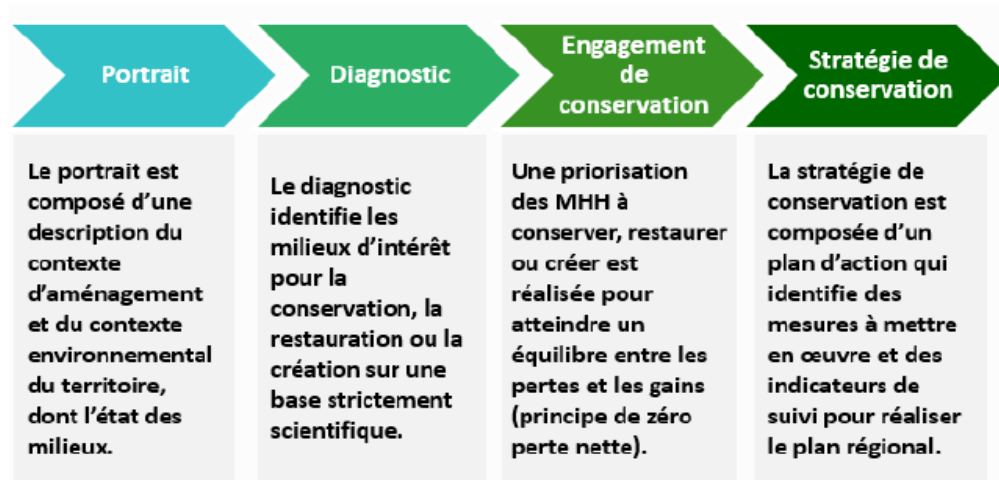 Portrait
Le portrait est
composé d'une
description du
contexte
d'aménagement
et du contexte
environnemental
du territoire,
dont l'état des
milieux.
Diagnostic
Le diagnostic
identifie les
milieux d'intérêt
pour la
conservation, la
restauration ou la
création sur une
base strictement
scientifique.
Engagement
de
conservation
Une priorisation
des MHH à
conserver, restaurer
ou créer est
réalisée pour
atteindre un
équilibre entre les
pertes et les gains
(principe de zéro
perte nette).
Stratégie de
conservation
La stratégie de
conservation est
composée d'un
plan d'action qui
identifie des
mesures à mettre
en œuvre et des
indicateurs de
suivi pour réaliser
le plan régional.